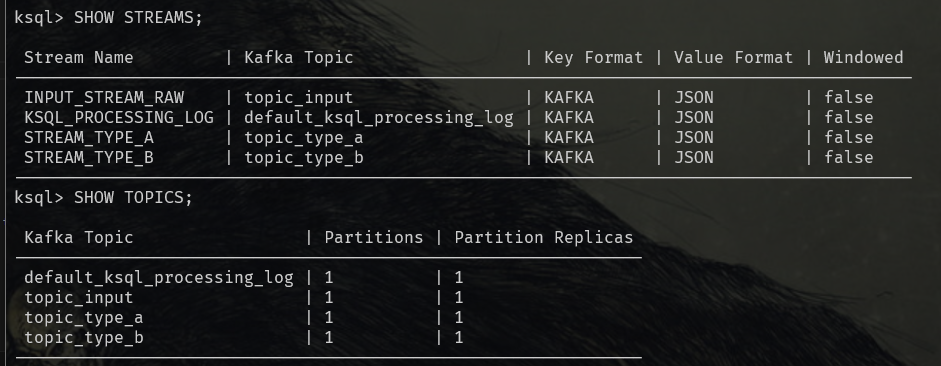 ksql> SHOW STREAMS;
Stream Name | Kafka Topic | Key Format | Value Format | Windowed
INPUT_STREAM_RAW | topic_input | KAFKA | JSON | false
KSQL_PROCESSING_LOG | default_ksql_processing_log | KAFKA | JSON | false
STREAM_TYPE_A | topic_type_a | KAFKA | JSON | false
STREAM_TYPE_B | topic_type_b | KAFKA | JSON | false
ksql> SHOW TOPICS;
Kafka Topic | Partitions | Partition Replicas
default_ksql_processing_log | 1 | 1
topic_input | 1 | 1
topic_type_a | 1 | 1
topic_type_b | 1 | 1